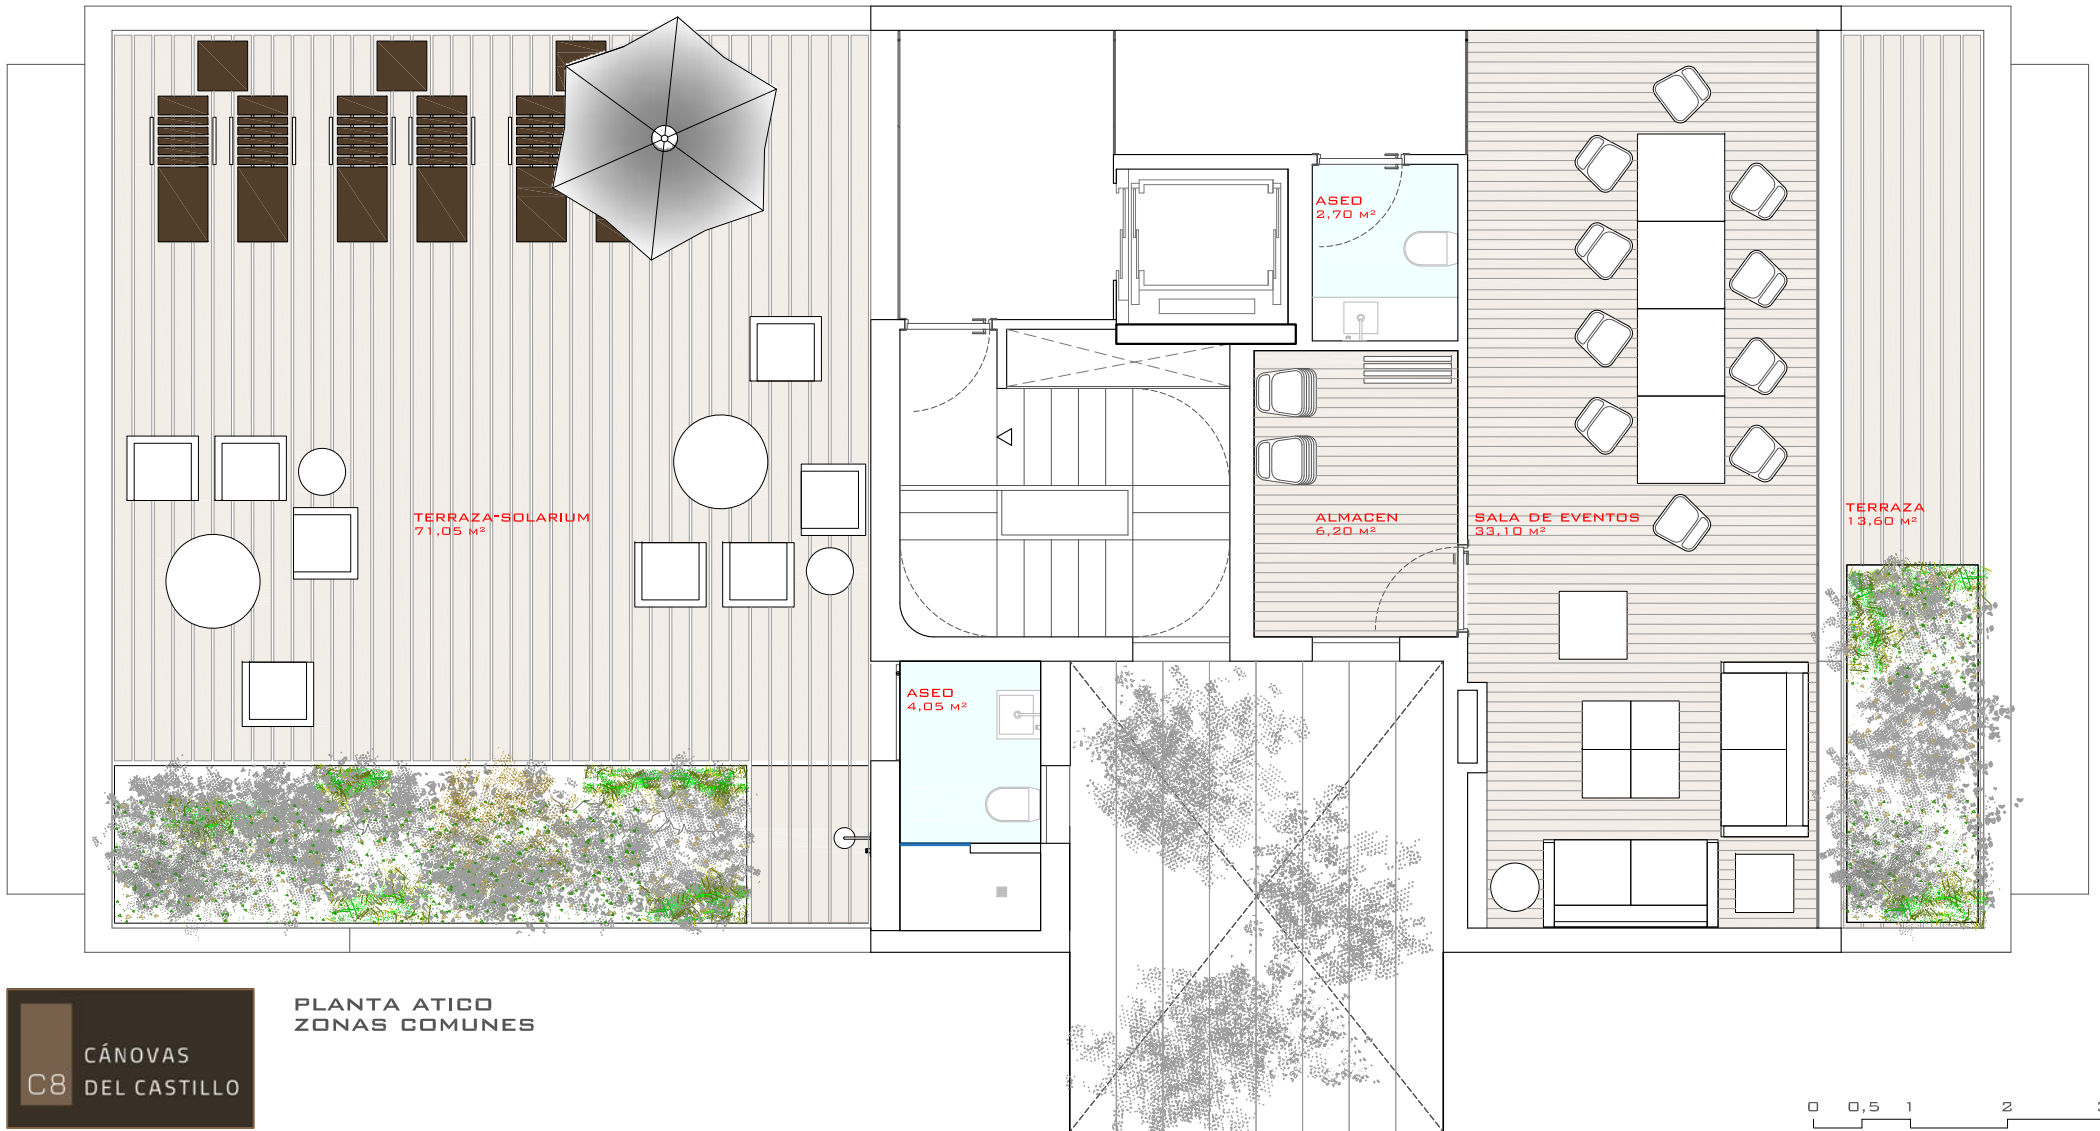 ASEO
2,70 M²
TERRAZA-SOLARIUM
71,05 M²
ALMACEN
6,20 M²
SALA DE EVENTOS
33,10 M²
TERRAZA
13,60 M²
ASEO
4,05 M²
PLANTA ATICO
ZONAS COMUNES
C8 CÁNOVAS
DEL CASTILLO
0 0,5 1 2